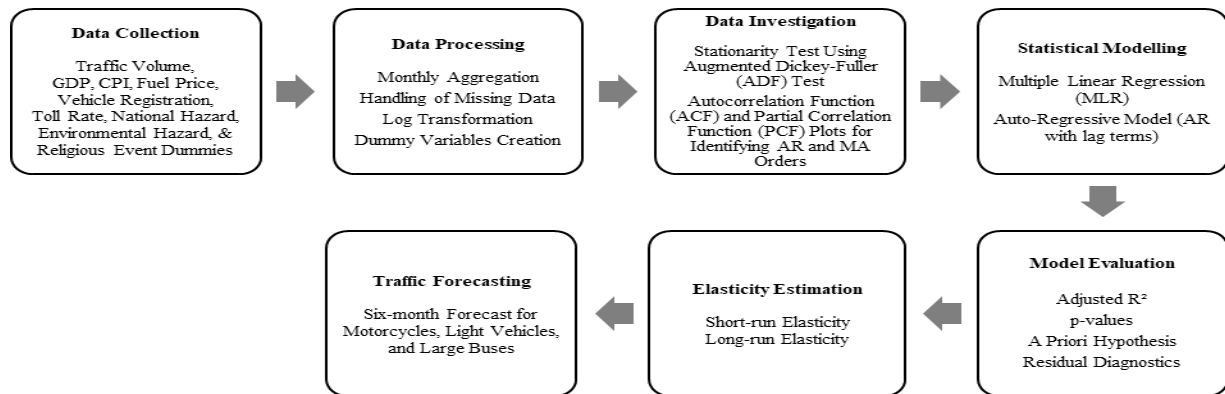 Data Collection
Traffic Volume,
GDP, CPI, Fuel Price,
Vehicle Registration,
Toll Rate, National Hazard,
Environmental Hazard, &
Religious Event Dummies
Data Processing
Monthly Aggregation
Handling of Missing Data
Log Transformation
Dummy Variables Creation
Data Investigation
Stationarity Test Using
Augmented Dickey-Fuller
(ADF) Test
Autocorrelation Function
(ACF) and Partial Correlation
Function (PCF) Plots for
Identifying AR and MA
Orders
Statistical Modelling
Multiple Linear Regression
(MLR)
Auto-Regressive Model (AR
with lag terms)
Model Evaluation
Adjusted R²
p-values
A Priori Hypothesis
Residual Diagnostics
Elasticity Estimation
Short-run Elasticity
Long-run Elasticity
Traffic Forecasting
Six-month Forecast for
Motorcycles, Light Vehicles,
and Large Buses